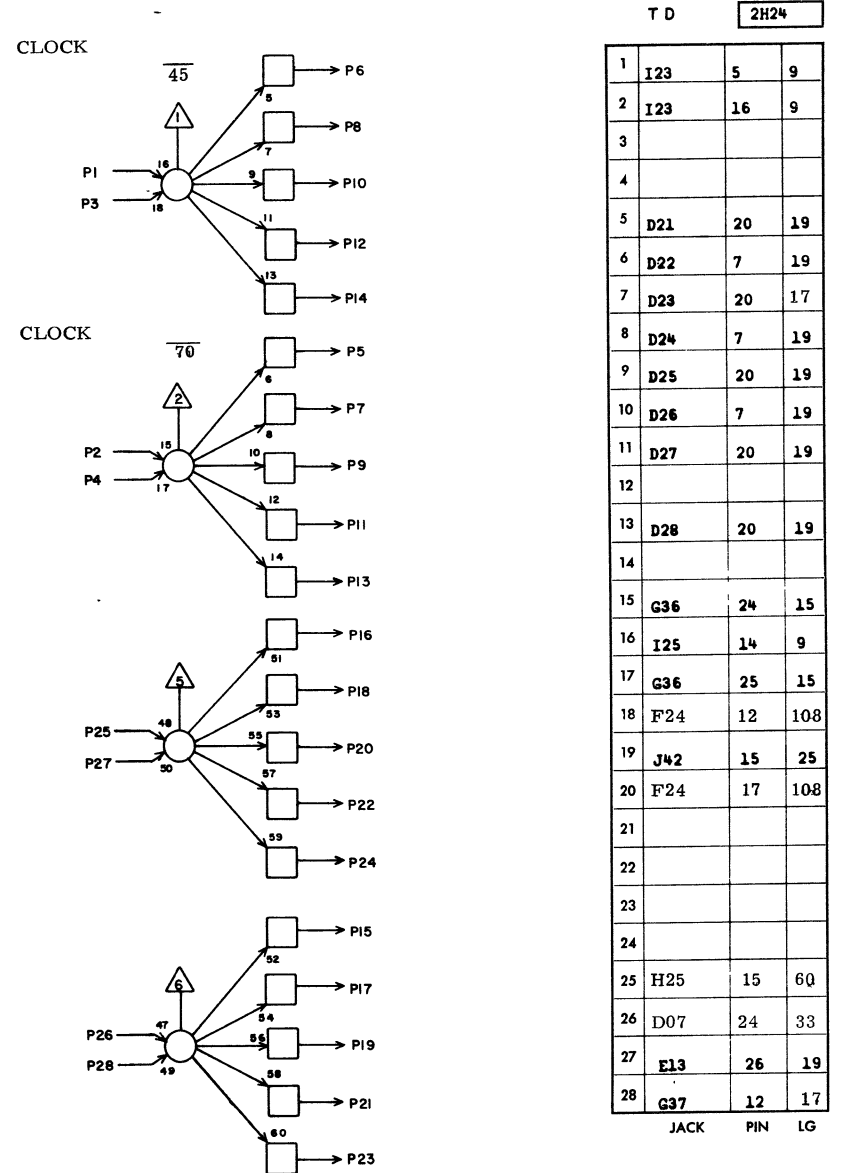 CLOCK
45
1
16
P1
P3
18
5
P6
7
P8
9
P10
11
P12
13
P14
CLOCK
70
2
15
P2
P4
17
6
P5
8
P7
10
P9
12
P11
14
P13
5
48
P25
P27
50
51
P16
53
P18
55
P20
57
P22
59
P24
6
47
P26
P28
49
52
P15
54
P17
56
P19
58
P21
60
P23
TD 2H24
1 I23 5 9
2 I23 16 9
3
4
5 D21 20 19
6 D22 7 19
7 D23 20 17
8 D24 7 19
9 D25 20 19
10 D26 7 19
11 D27 20 19
12
13 D28 20 19
14
15 G36 24 15
16 I25 14 9
17 G36 25 15
18 F24 12 108
19 J42 15 25
20 F24 17 108
21
22
23
24
25 H25 15 60
26 D07 24 33
27 E13 26 19
28 G37 12 17
JACK PIN LG